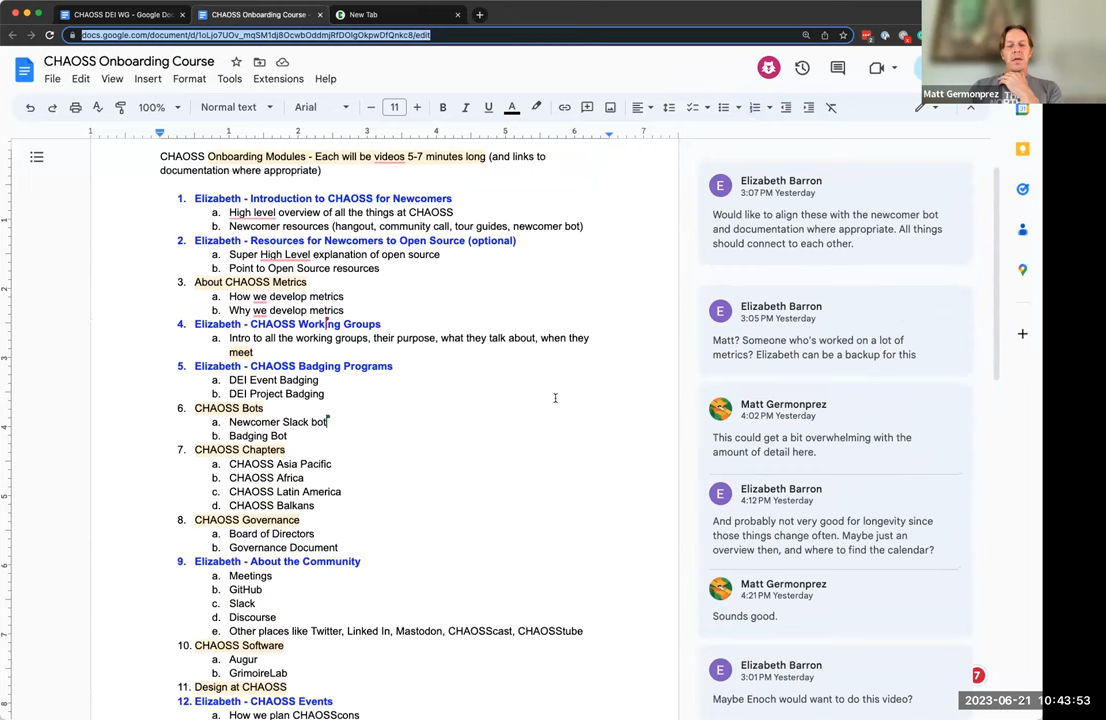 CHAOSS DEI WG - Google Doc
CHAOSS Onboarding Course -
New Tab
docs.google.com/document/d/1oLjo7UOv_mqSM1dj8OcwbOddmjRfDOIgOkpwDfQnkc8/edit
CHAOSS Onboarding Course
File Edit View Insert Format Tools Extensions Help
100% Normal text Arial 11
Matt Germonprez
1 1 2 3 4 5 6 7
CHAOSS Onboarding Modules - Each will be videos 5-7 minutes long (and links to
documentation where appropriate)
1. Elizabeth - Introduction to CHAOSS for Newcomers
a. High level overview of all the things at CHAOSS
b. Newcomer resources (hangout, community call, tour guides, newcomer bot)
2. Elizabeth - Resources for Newcomers to Open Source (optional)
a. Super High Level explanation of open source
b. Point to Open Source resources
3. About CHAOSS Metrics
a. How we develop metrics
b. Why we develop metrics
4. Elizabeth - CHAOSS Working Groups
a. Intro to all the working groups, their purpose, what they talk about, when they
meet
5. Elizabeth - CHAOSS Badging Programs
a. DEI Event Badging
b. DEI Project Badging
6. CHAOSS Bots
a. Newcomer Slack bot
b. Badging Bot
7. CHAOSS Chapters
a. CHAOSS Asia Pacific
b. CHAOSS Africa
c. CHAOSS Latin America
d. CHAOSS Balkans
8. CHAOSS Governance
a. Board of Directors
b. Governance Document
9. Elizabeth - About the Community
a. Meetings
b. GitHub
c. Slack
d. Discourse
e. Other places like Twitter, Linked In, Mastodon, CHAOSScast, CHAOSStube
10. CHAOSS Software
a. Augur
b. GrimoireLab
11. Design at CHAOSS
12. Elizabeth - CHAOSS Events
a. How we plan CHAOSScons
E
Elizabeth Barron
3:07 PM Yesterday
Would like to align these with the newcomer bot
and documentation where appropriate. All things
should connect to each other.
E
Elizabeth Barron
3:05 PM Yesterday
Matt? Someone who's worked on a lot of
metrics? Elizabeth can be a backup for this
Matt Germonprez
4:02 PM Yesterday
This could get a bit overwhelming with the
amount of detail here.
E
Elizabeth Barron
4:12 PM Yesterday
And probably not very good for longevity since
those things change often. Maybe just an
overview then, and where to find the calendar?
Matt Germonprez
4:21 PM Yesterday
Sounds good.
E
Elizabeth Barron
3:01 PM Yesterday
Maybe Enoch would want to do this video?
2023-06-21 10:43:53